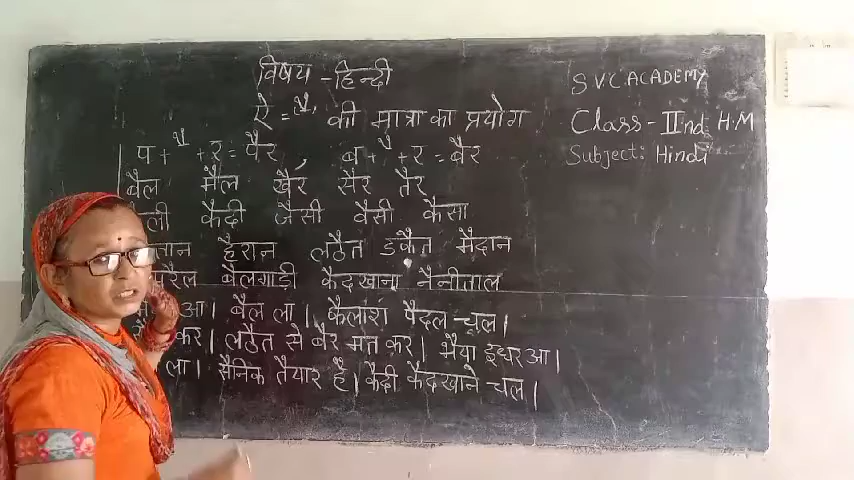 विषय - हिन्दी
ऐ = ै, की मात्रा का प्रयोग
S.V.C. ACADEMY
Class - IInd H.M
Subject: Hindi
प + ै + र = पैर , ब + ै + र = बैर
बैल मैल खैर सैर तैर
ली कैदी जैसी वैसी कैसा
तान हैरान लठैत डकैत मैदान
रैल बैलगाड़ी कैदखाना नैनीताल
आ। बैल ला। कैलाश पैदल चल।
कर। लठैत से बैर मत कर। भैया इधर आ।
ला। सैनिक तैयार है। कैदी कैदखाने चल।